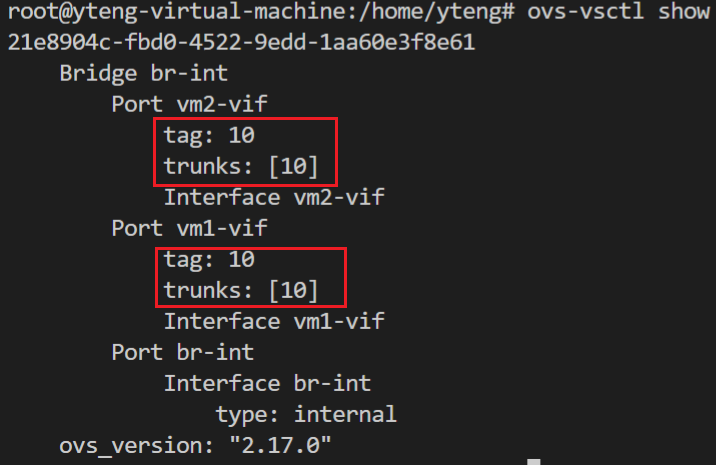 root@yteng-virtual-machine:/home/yteng# ovs-vsctl show
21e8904c-fbd0-4522-9edd-1aa60e3f8e61
    Bridge br-int
        Port vm2-vif
            tag: 10
            trunks: [10]
            Interface vm2-vif
        Port vm1-vif
            tag: 10
            trunks: [10]
            Interface vm1-vif
        Port br-int
            Interface br-int
                type: internal
    ovs_version: "2.17.0"